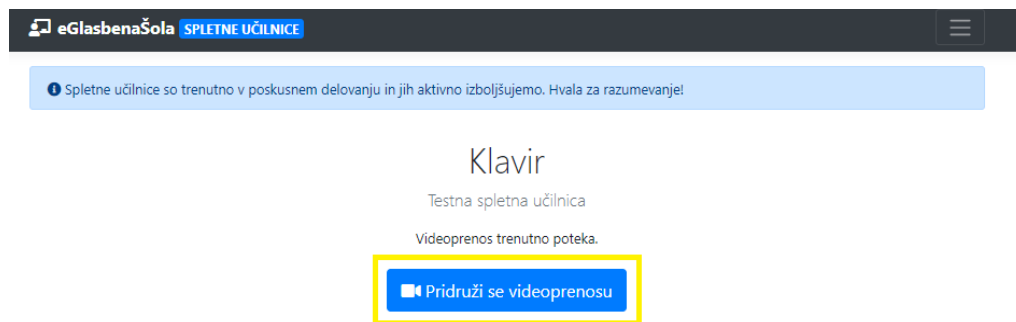 eGlasbenaŠola SPLETNE UČILNICE
Spletne učilnice so trenutno v poskusnem delovanju in jih aktivno izboljšujemo. Hvala za razumevanje!
Klavir
Testna spletna učilnica
Videoprenos trenutno poteka.
Pridruži se videoprenosu